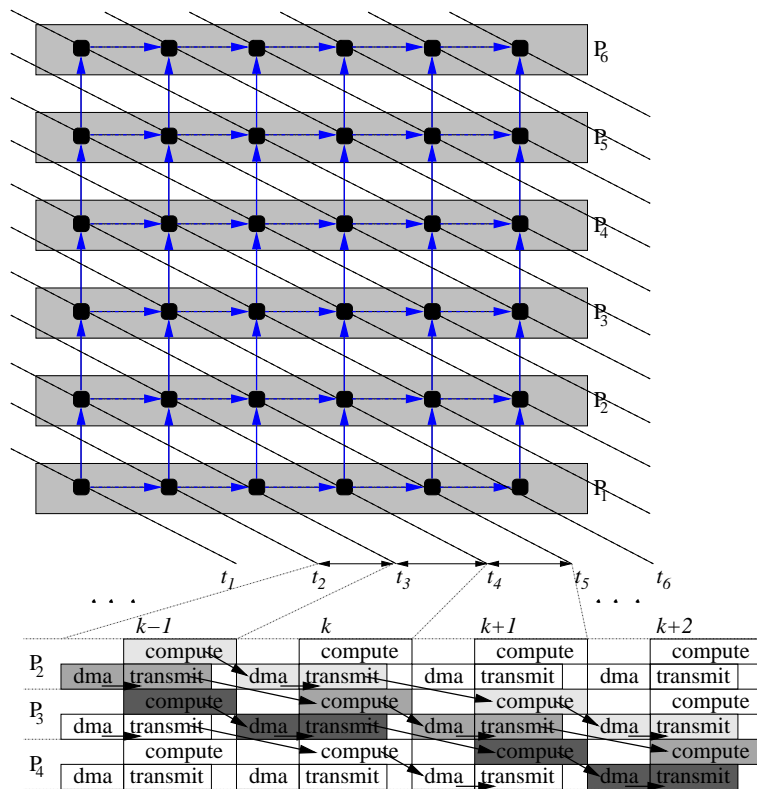 P6
P5
P4
P3
P2
P1
t1 t2 t3 t4 t5 t6
. . . . . .
k−1 k k+1 k+2
compute compute compute compute
P2 dma transmit dma transmit dma transmit dma transmit
compute compute compute compute
P3 dma transmit dma transmit dma transmit dma transmit
compute compute compute compute
P4 dma transmit dma transmit dma transmit dma transmit